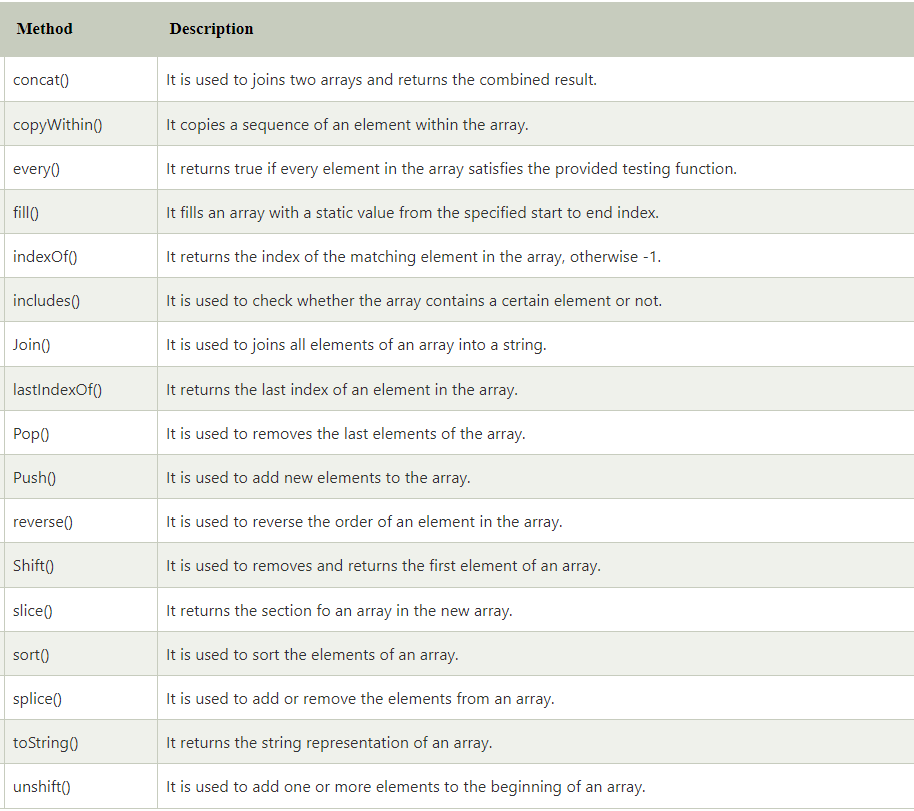 Method Description
concat() It is used to joins two arrays and returns the combined result.
copyWithin() It copies a sequence of an element within the array.
every() It returns true if every element in the array satisfies the provided testing function.
fill() It fills an array with a static value from the specified start to end index.
indexOf() It returns the index of the matching element in the array, otherwise -1.
includes() It is used to check whether the array contains a certain element or not.
Join() It is used to joins all elements of an array into a string.
lastIndexOf() It returns the last index of an element in the array.
Pop() It is used to removes the last elements of the array.
Push() It is used to add new elements to the array.
reverse() It is used to reverse the order of an element in the array.
Shift() It is used to removes and returns the first element of an array.
slice() It returns the section fo an array in the new array.
sort() It is used to sort the elements of an array.
splice() It is used to add or remove the elements from an array.
toString() It returns the string representation of an array.
unshift() It is used to add one or more elements to the beginning of an array.